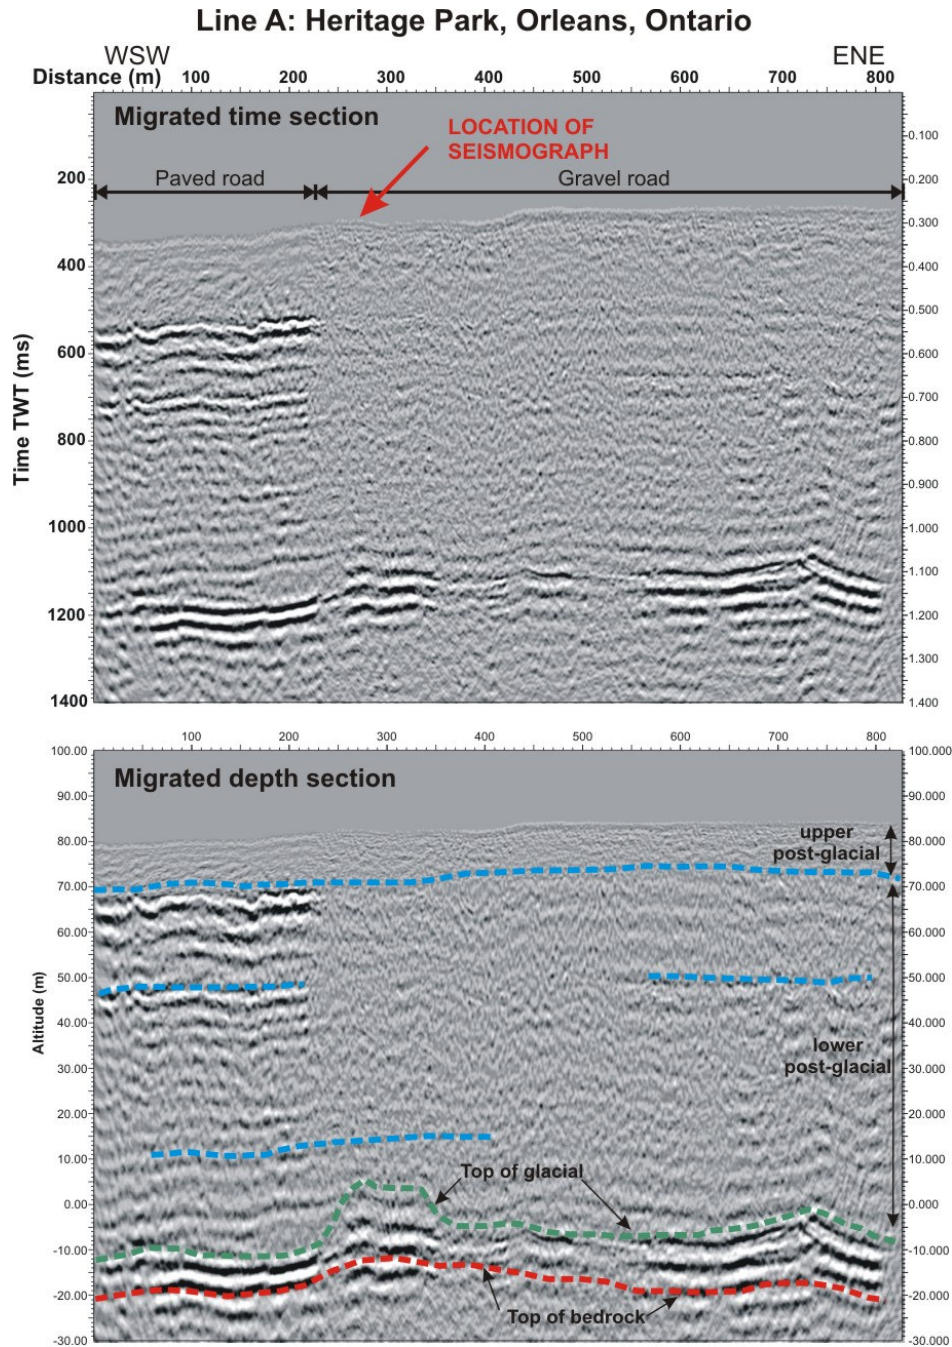 Line A: Heritage Park, Orleans, Ontario
WSW ENE
Distance (m) 100 200 300 400 500 600 700 800
Migrated time section
LOCATION OF
SEISMOGRAPH
Paved road Gravel road
Time TWT (ms)
200
400
600
800
1000
1200
1400
0.100
0.200
0.300
0.400
0.500
0.600
0.700
0.800
0.900
1.000
1.100
1.200
1.300
1.400
100 200 300 400 500 600 700 800
Migrated depth section
Altitude (m)
100.00
90.00
80.00
70.00
60.00
50.00
40.00
30.00
20.00
10.00
0.00
-10.00
-20.00
-30.00
100.000
90.000
80.000
70.000
60.000
50.000
40.000
30.000
20.000
10.000
0.000
-10.000
-20.000
-30.000
upper
post-glacial
lower
post-glacial
Top of glacial
Top of bedrock